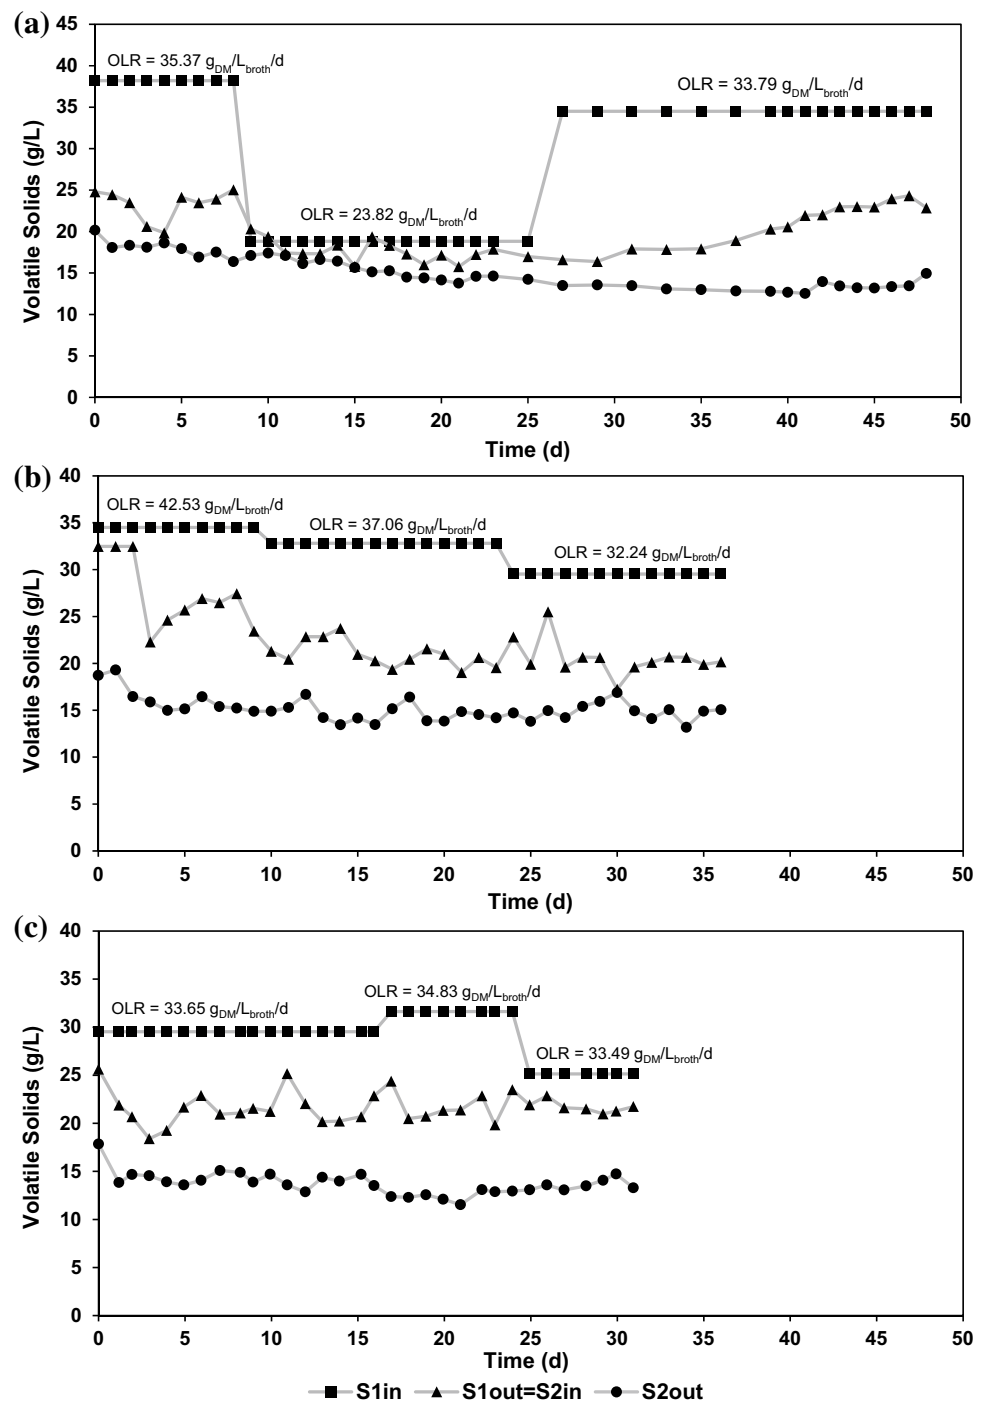 (a)
45
40
35
30
25
20
15
10
5
0
Volatile Solids (g/L)
OLR = 35.37 gDM/Lbroth/d
OLR = 23.82 gDM/Lbroth/d
OLR = 33.79 gDM/Lbroth/d
0 5 10 15 20 25 30 35 40 45 50
Time (d)
(b)
40
35
30
25
20
15
10
5
0
Volatile Solids (g/L)
OLR = 42.53 gDM/Lbroth/d
OLR = 37.06 gDM/Lbroth/d
OLR = 32.24 gDM/Lbroth/d
0 5 10 15 20 25 30 35 40 45 50
Time (d)
(c)
40
35
30
25
20
15
10
5
0
Volatile Solids (g/L)
OLR = 33.65 gDM/Lbroth/d
OLR = 34.83 gDM/Lbroth/d
OLR = 33.49 gDM/Lbroth/d
0 5 10 15 20 25 30 35 40 45 50
Time (d)
S1in S1out=S2in S2out